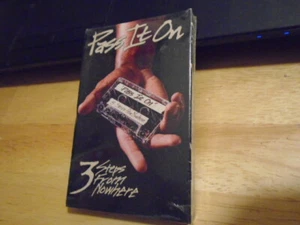 Pass It On
Pass It On
3 Steps
From
Nowhere